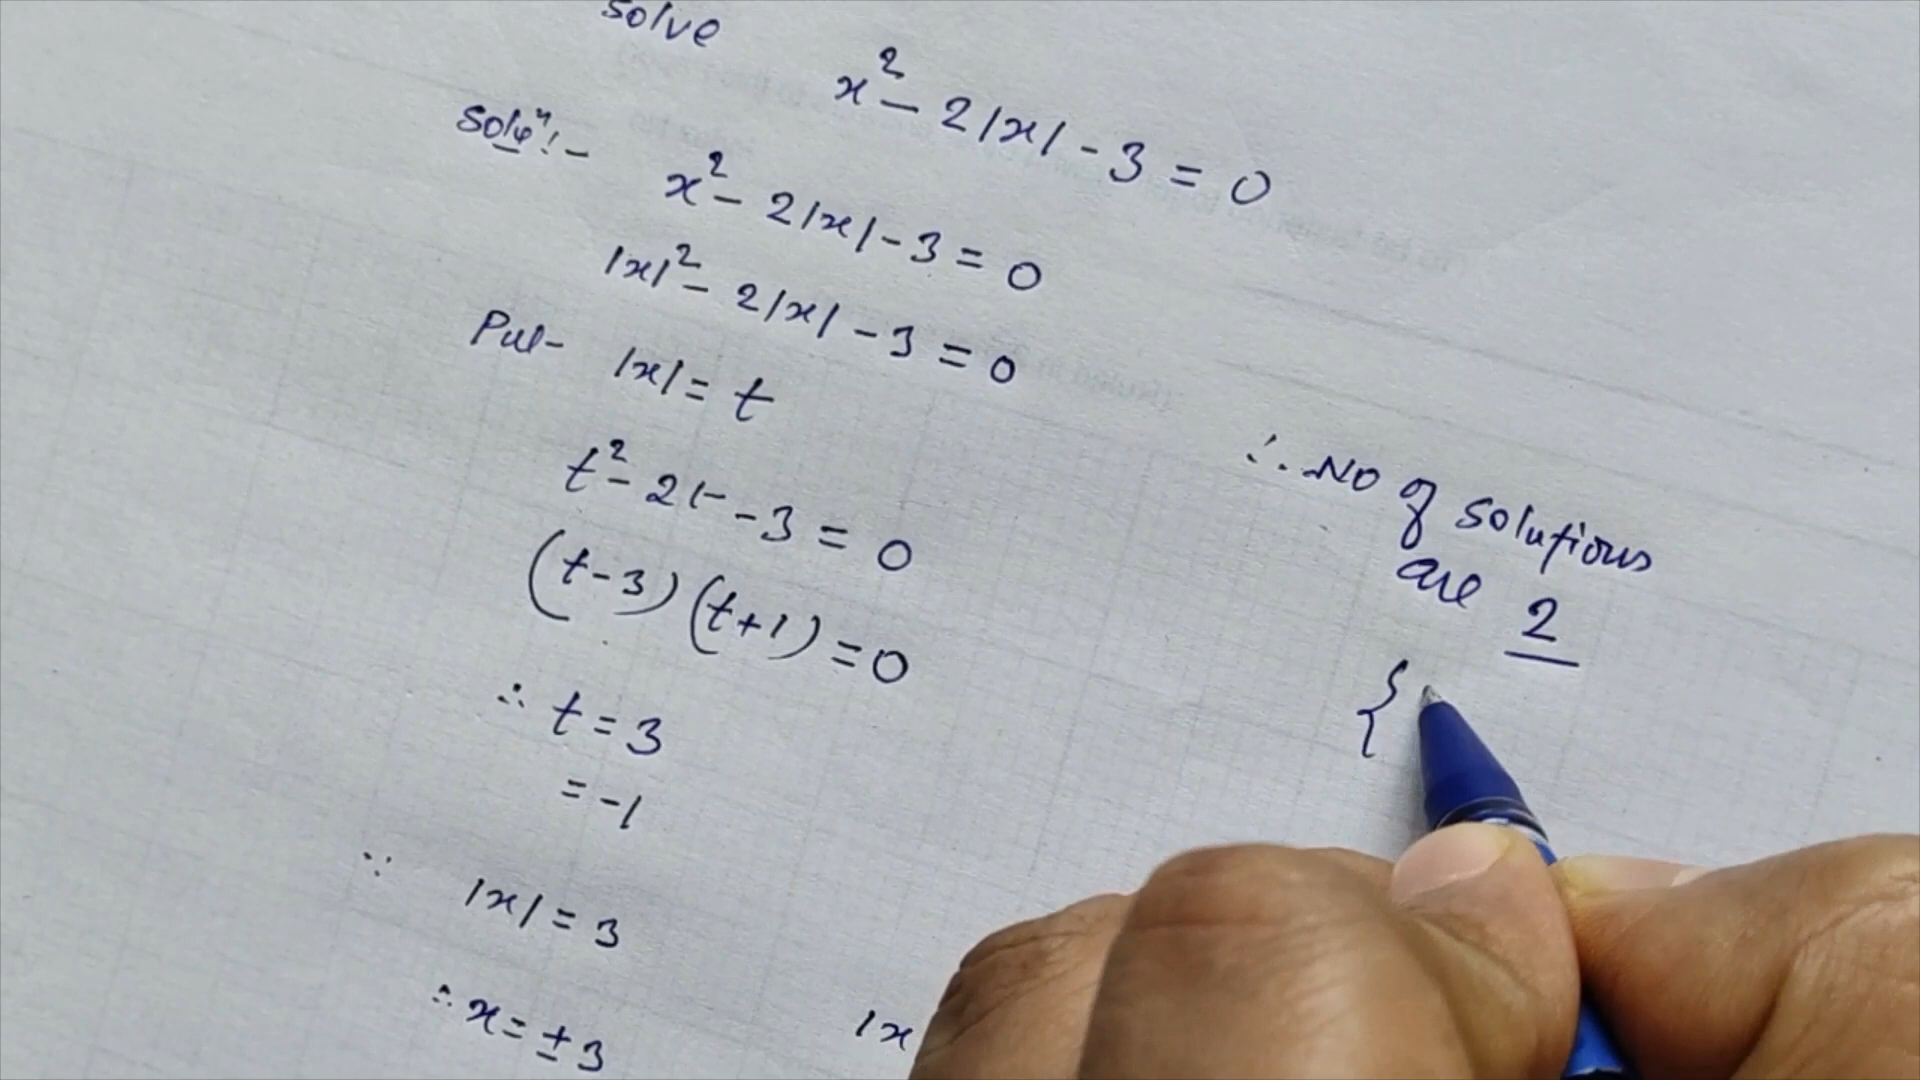 Solve
x² - 2|x| - 3 = 0
Solⁿ:-
x² - 2|x| - 3 = 0
|x|² - 2|x| - 3 = 0
Put |x| = t
t² - 2t - 3 = 0
(t-3) (t+1) = 0
∴ t = 3
= -1
∵ |x| = 3
∴ x = ± 3
|x
∴ No of solutions
are 2
{